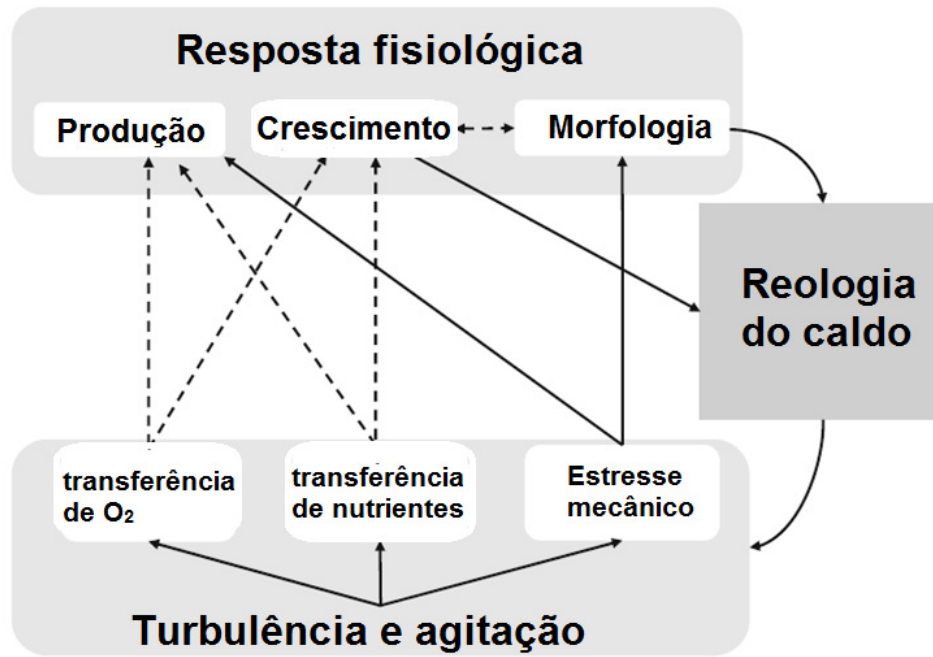 Resposta fisiológica
Produção
Crescimento
Morfologia
Reologia
do caldo
transferência
de O₂
transferência
de nutrientes
Estresse
mecânico
Turbulência e agitação